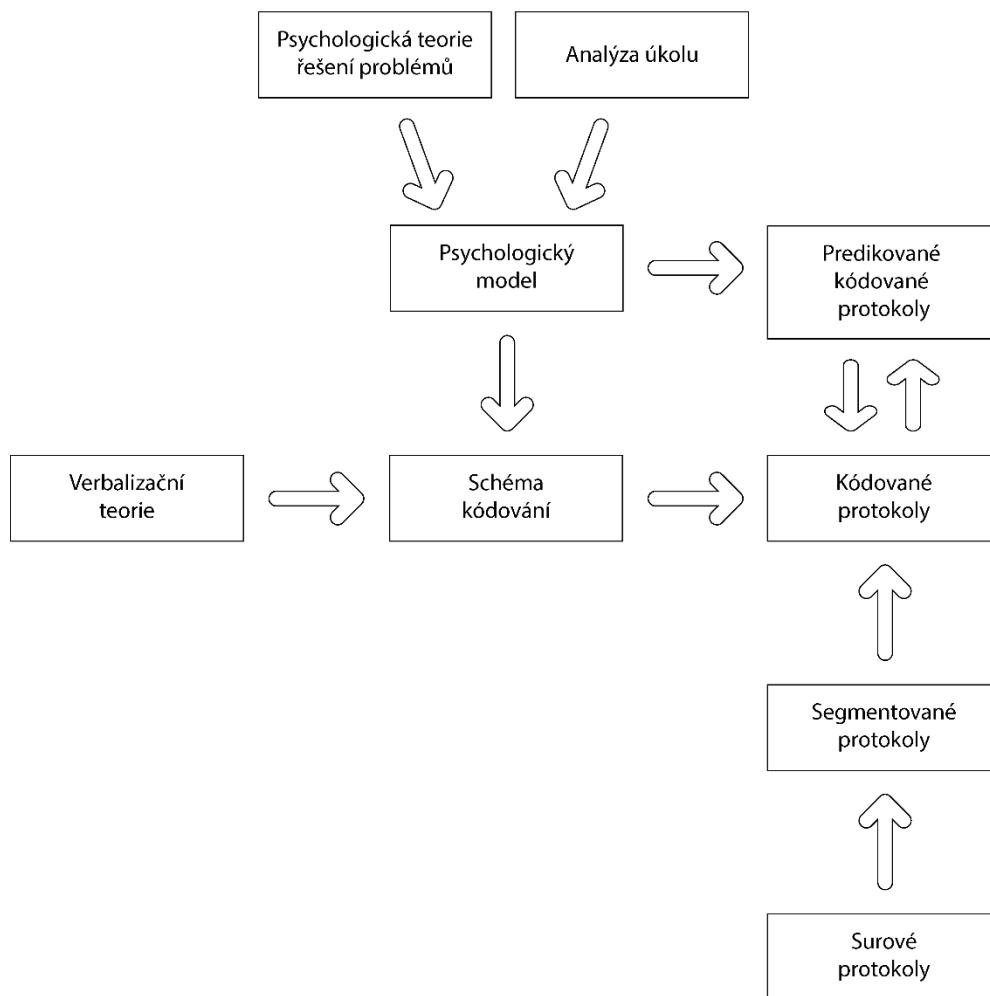 Psychologická teorie
řešení problémů
Analýza úkolu
Psychologický
model
Predikované
kódované
protokoly
Verbalizační
teorie
Schéma
kódování
Kódované
protokoly
Segmentované
protokoly
Surové
protokoly